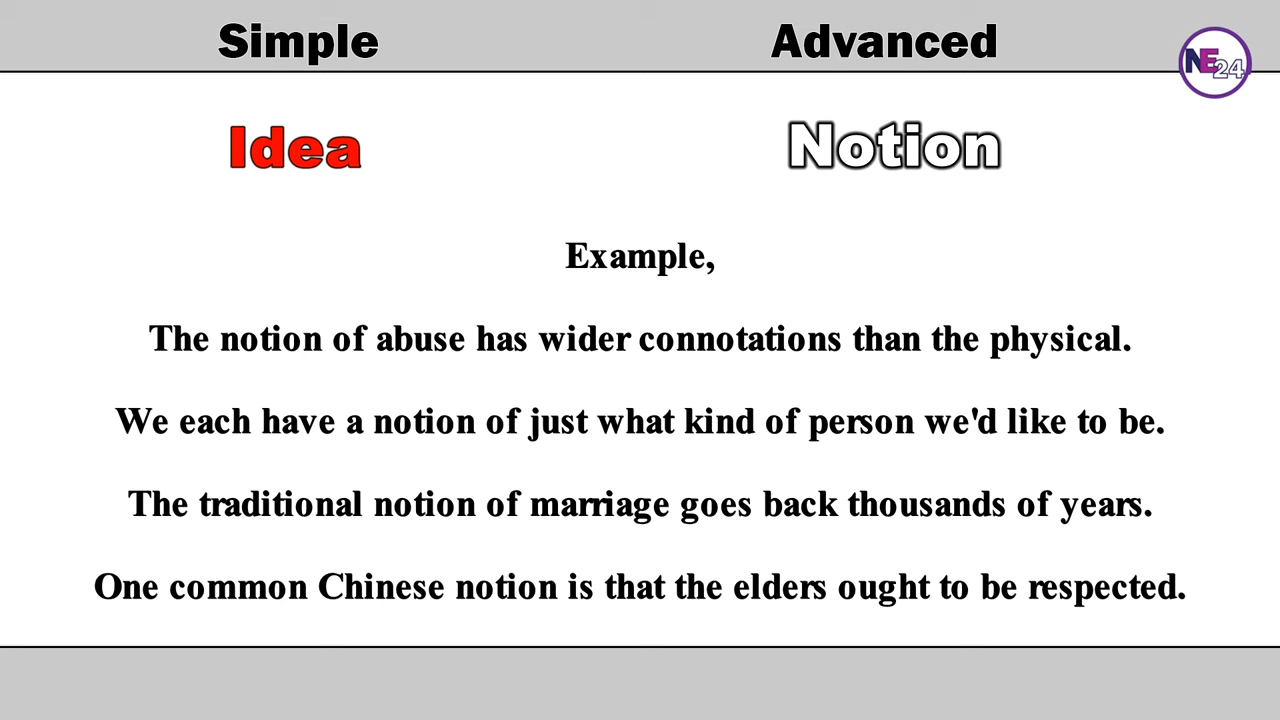 Simple Advanced
NE24
Idea Notion
Example,
The notion of abuse has wider connotations than the physical.
We each have a notion of just what kind of person we'd like to be.
The traditional notion of marriage goes back thousands of years.
One common Chinese notion is that the elders ought to be respected.